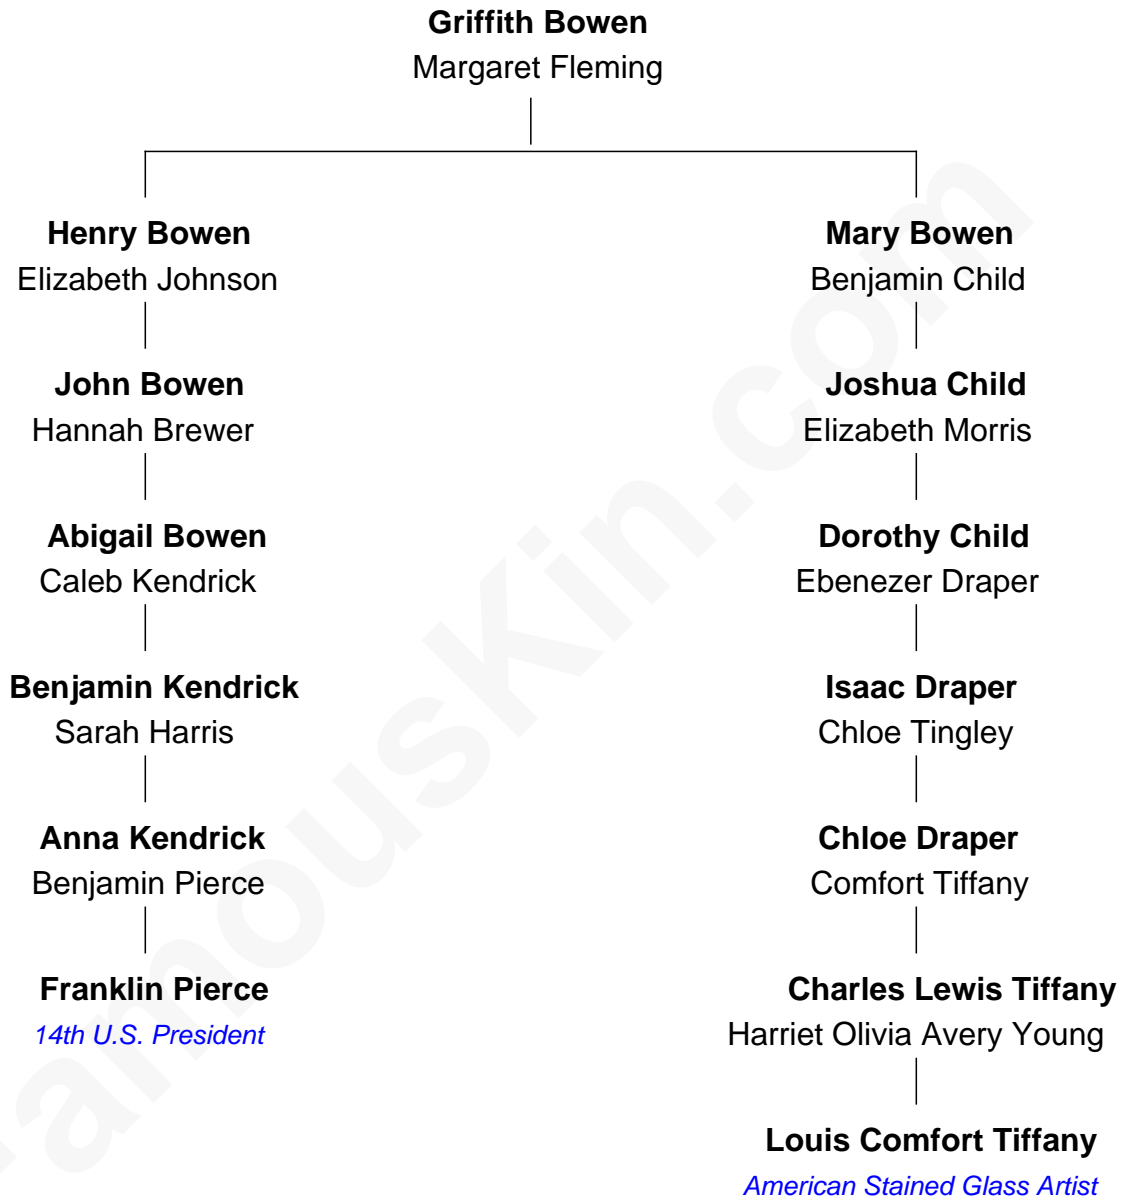 Griffith Bowen
Margaret Fleming
Henry Bowen
Elizabeth Johnson
Mary Bowen
Benjamin Child
John Bowen
Hannah Brewer
Joshua Child
Elizabeth Morris
Abigail Bowen
Caleb Kendrick
Dorothy Child
Ebenezer Draper
Benjamin Kendrick
Sarah Harris
Isaac Draper
Chloe Tingley
Anna Kendrick
Benjamin Pierce
Chloe Draper
Comfort Tiffany
Franklin Pierce
14th U.S. President
Charles Lewis Tiffany
Harriet Olivia Avery Young
Louis Comfort Tiffany
American Stained Glass Artist
amousKin.com